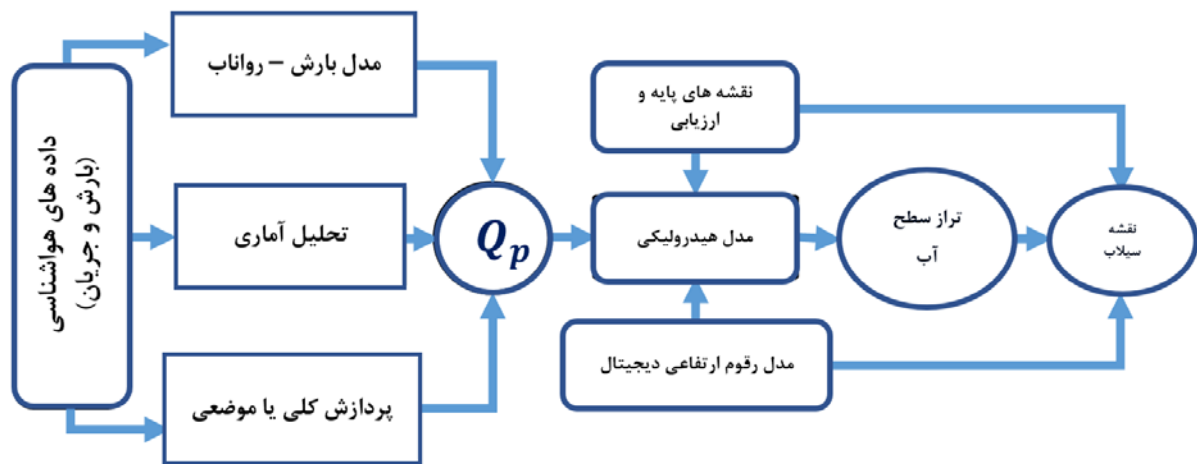 داده های هواشناسی
(بارش و جریان)
مدل بارش – رواناب
تحلیل آماری
پردازش کلی یا موضعی
Qp
نقشه های پایه و
ارزیابی
مدل هیدرولیکی
مدل رقوم ارتفاعی دیجیتال
تراز سطح
آب
نقشه
سیلاب